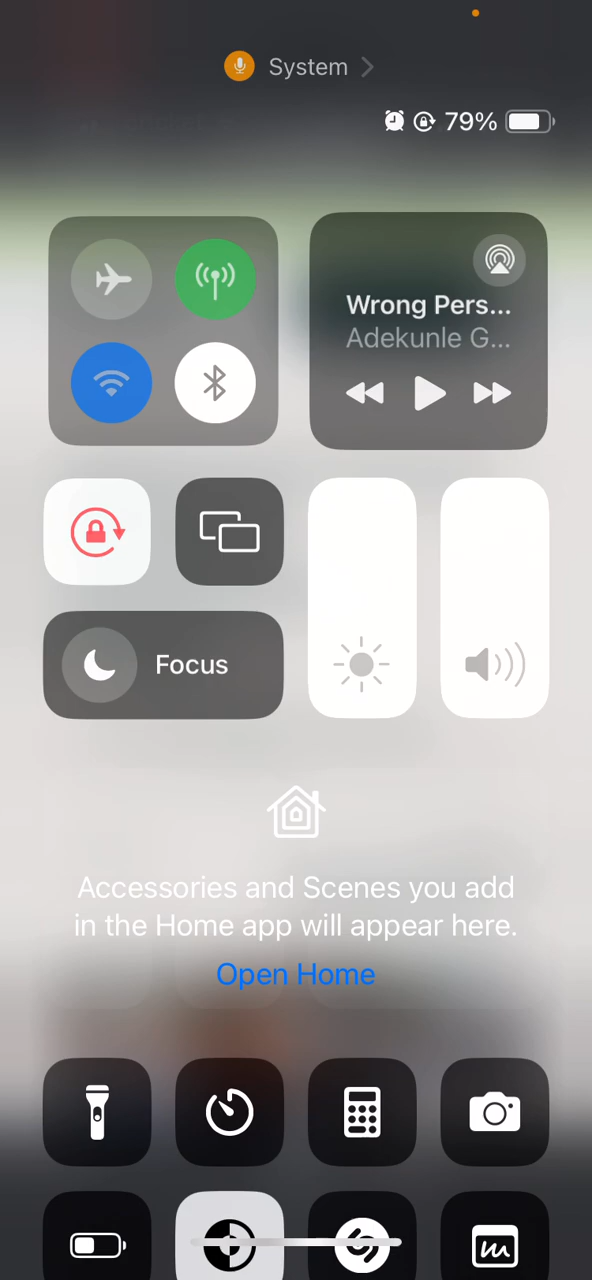 System
79%
Wrong Pers...
Adekunle G...
Focus
Accessories and Scenes you add
in the Home app will appear here.
Open Home